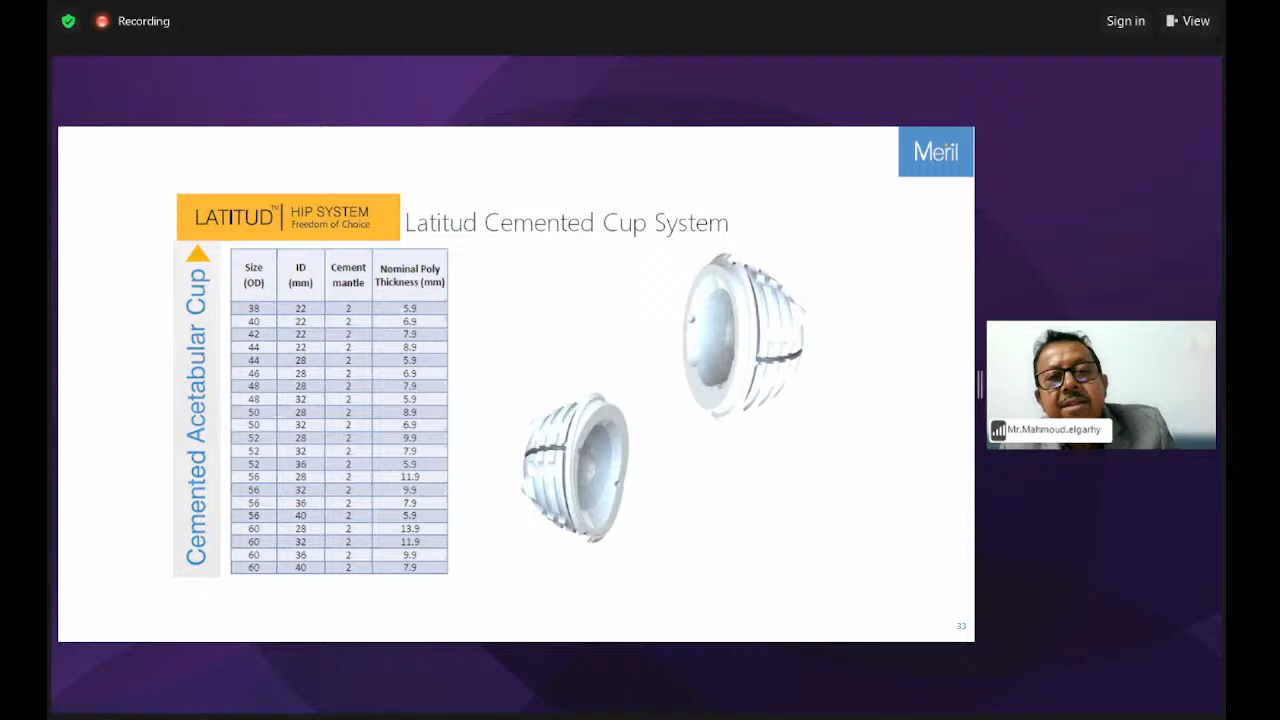 Recording
Sign in
View
Meril
LATITUD™
HIP SYSTEM
Freedom of Choice
Latitud Cemented Cup System
Cemented Acetabular Cup
Size (OD) ID (mm) Cement mantle Nominal Poly Thickness (mm)
38 22 2 5.9
40 22 2 6.9
42 22 2 7.9
44 22 2 8.9
44 28 2 5.9
46 28 2 6.9
48 28 2 7.9
48 32 2 5.9
50 28 2 8.9
50 32 2 6.9
52 28 2 9.9
52 32 2 7.9
52 36 2 5.9
56 28 2 11.9
56 32 2 9.9
56 36 2 7.9
56 40 2 5.9
60 28 2 13.9
60 32 2 11.9
60 36 2 9.9
60 40 2 7.9
Mr.Mahmoud.elgarhy
33